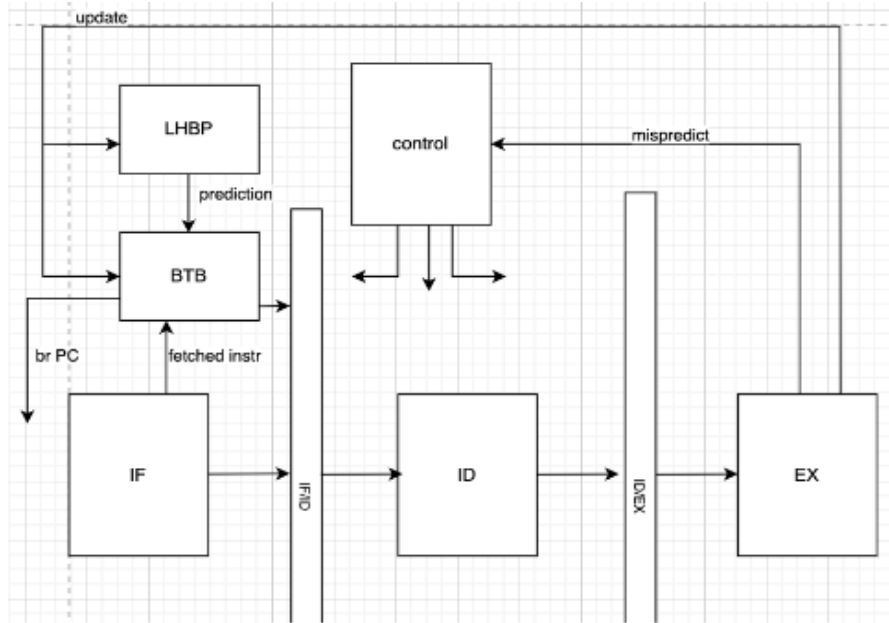 update
LHBP
control
mispredict
prediction
BTB
br PC
fetched instr
IF
IF/ID
ID
ID/EX
EX